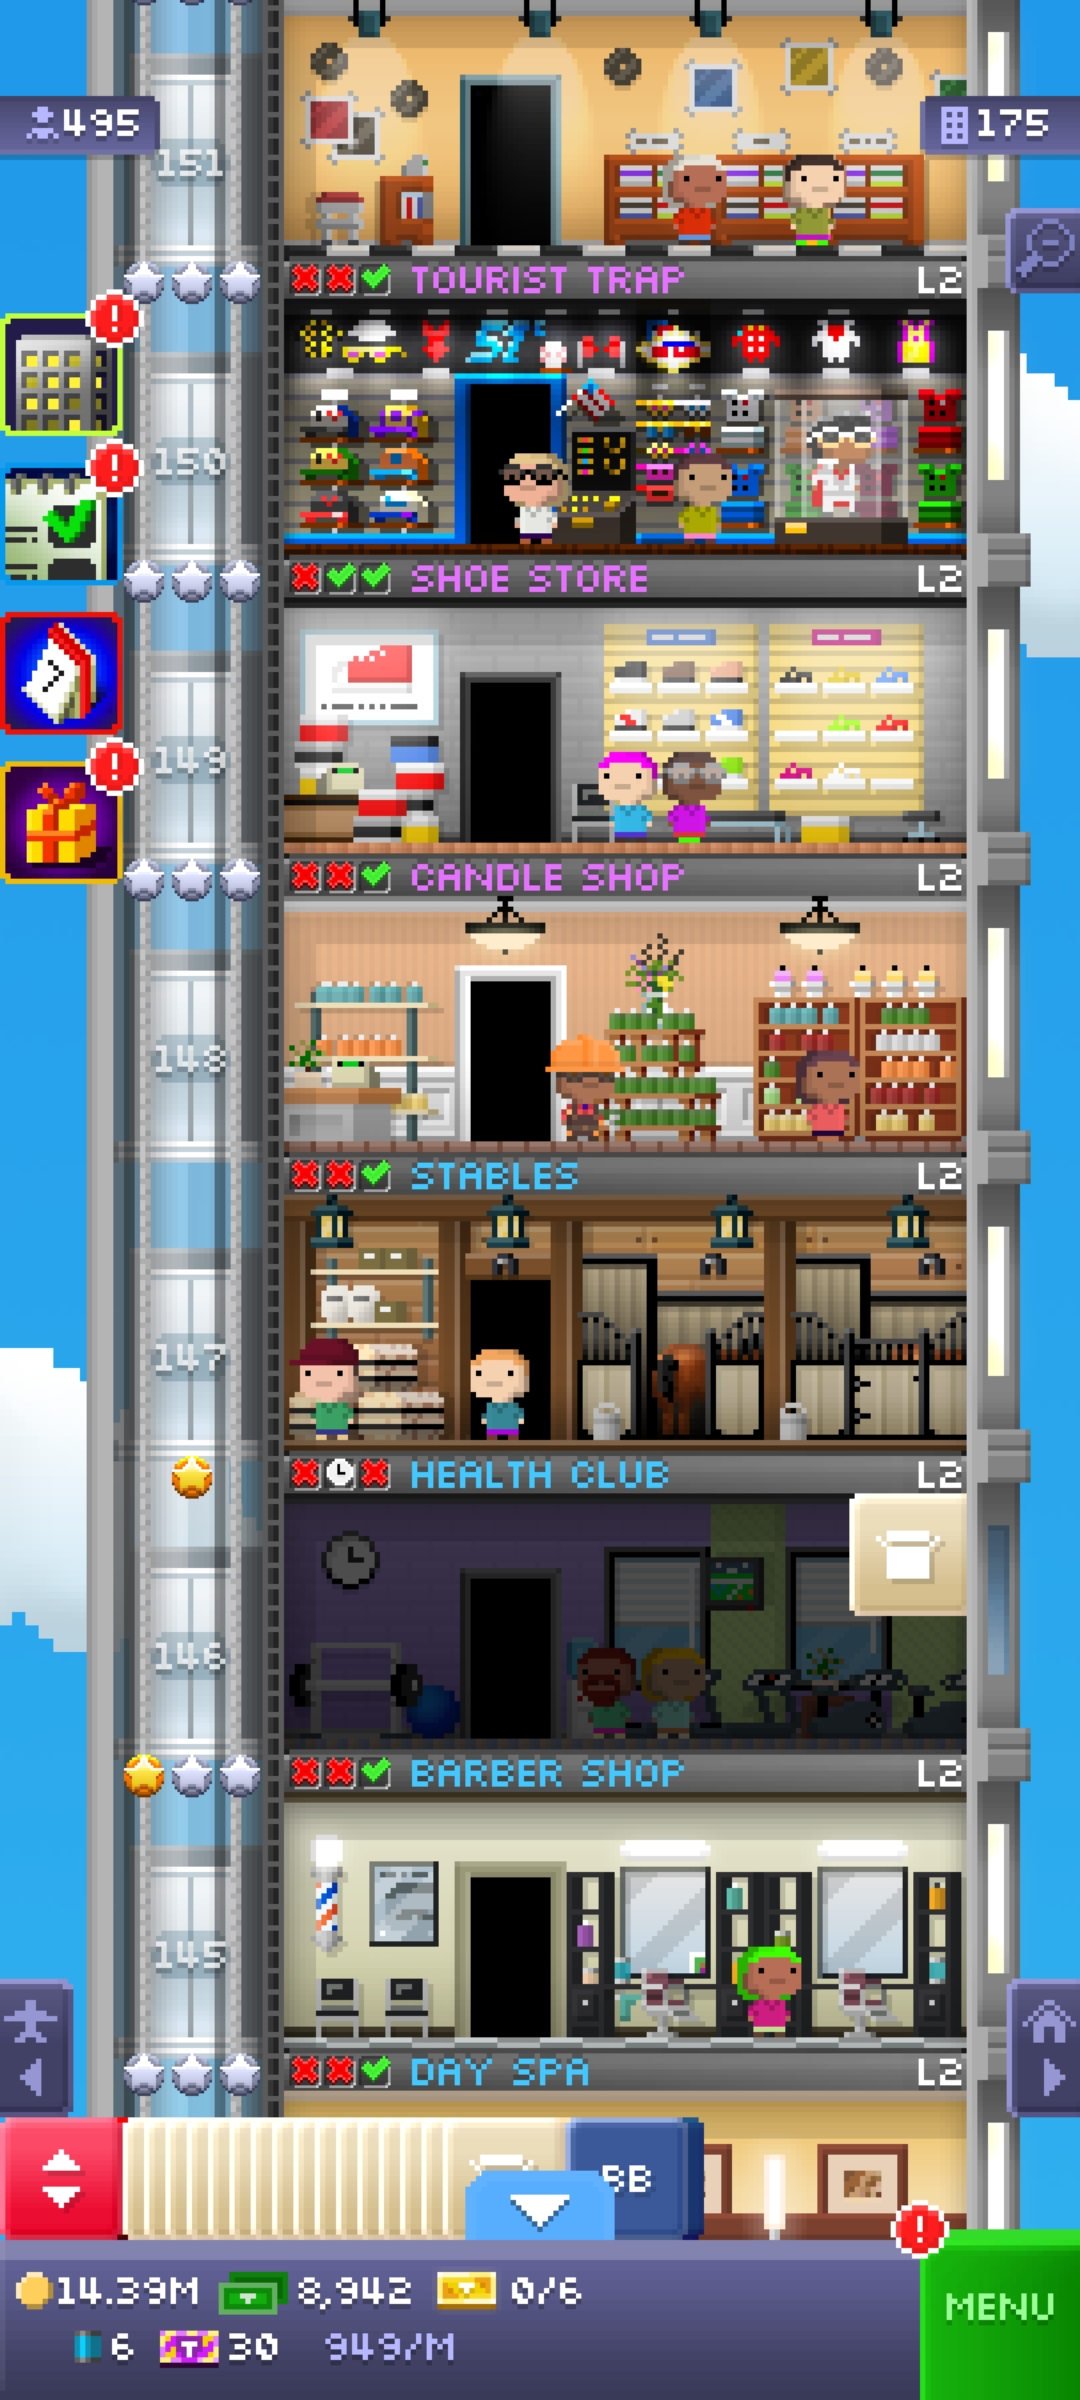 495
175
151
TOURIST TRAP L2
51
150
SHOE STORE L2
149
CANDLE SHOP L2
148
STABLES L2
147
HEALTH CLUB L2
146
BARBER SHOP L2
145
DAY SPA L2
BB
14.39M 8,942 0/6
MENU
6 T 30 949/M